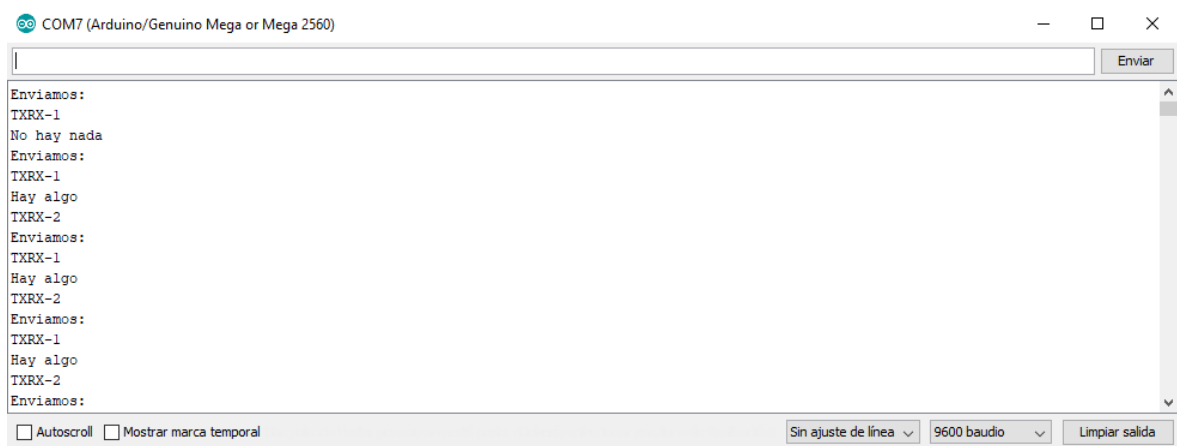 COM7 (Arduino/Genuino Mega or Mega 2560)
Enviar
Enviamos:
TXRX-1
No hay nada
Enviamos:
TXRX-1
Hay algo
TXRX-2
Enviamos:
TXRX-1
Hay algo
TXRX-2
Enviamos:
TXRX-1
Hay algo
TXRX-2
Enviamos:
Autoscroll Mostrar marca temporal Sin ajuste de línea 9600 baudio Limpiar salida